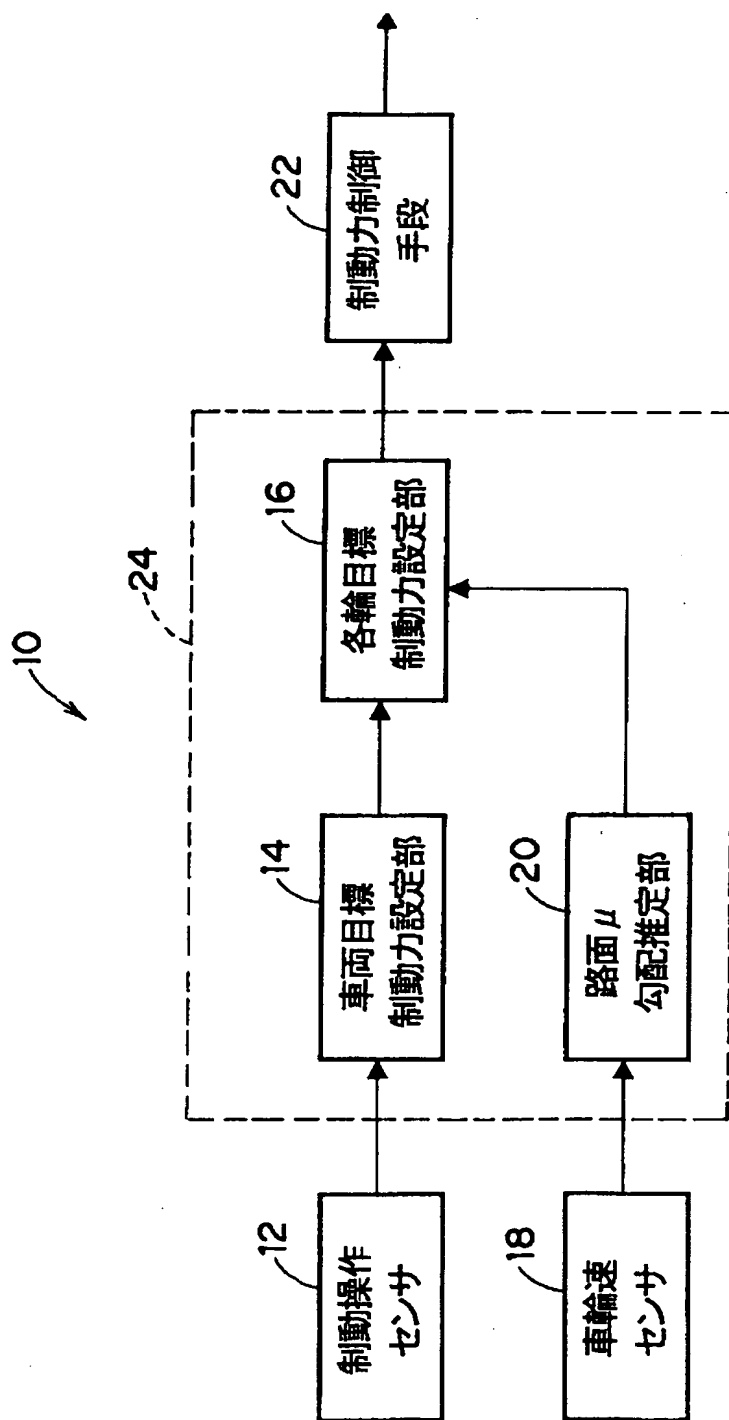 10
24
12
制動操作
センサ
14
車両目標
制動力設定部
16
各輪目標
制動力設定部
22
制動力制御
手段
18
車輪速
センサ
20
路面μ
勾配推定部